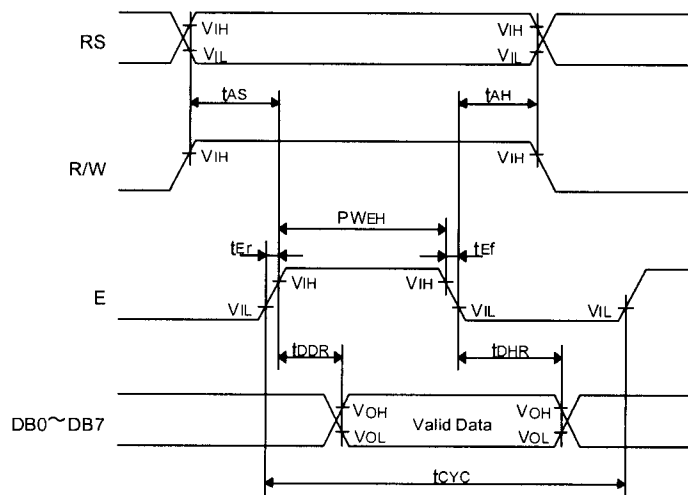 RS VIH VIL VIH VIL
tAS tAH
R/W VIH VIH
PWEH
tEr tEf
E VIL VIH VIH VIL VIL
tDDR tDHR
DB0～DB7 VOH VOL Valid Data VOH VOL
tCYC